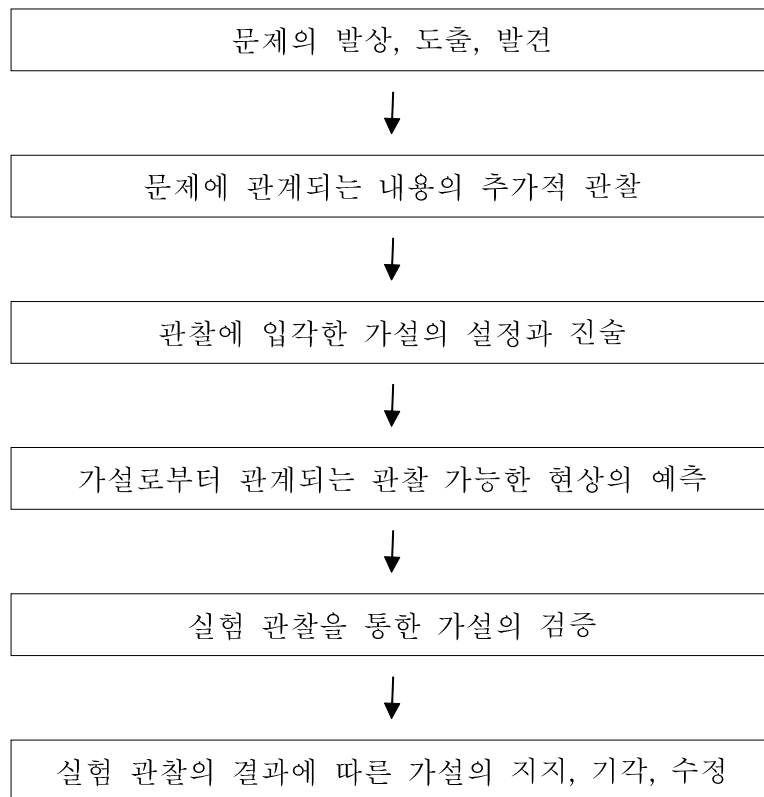 문제의 발상, 도출, 발견
문제에 관계되는 내용의 추가적 관찰
관찰에 입각한 가설의 설정과 진술
가설로부터 관계되는 관찰 가능한 현상의 예측
실험 관찰을 통한 가설의 검증
실험 관찰의 결과에 따른 가설의 지지, 기각, 수정